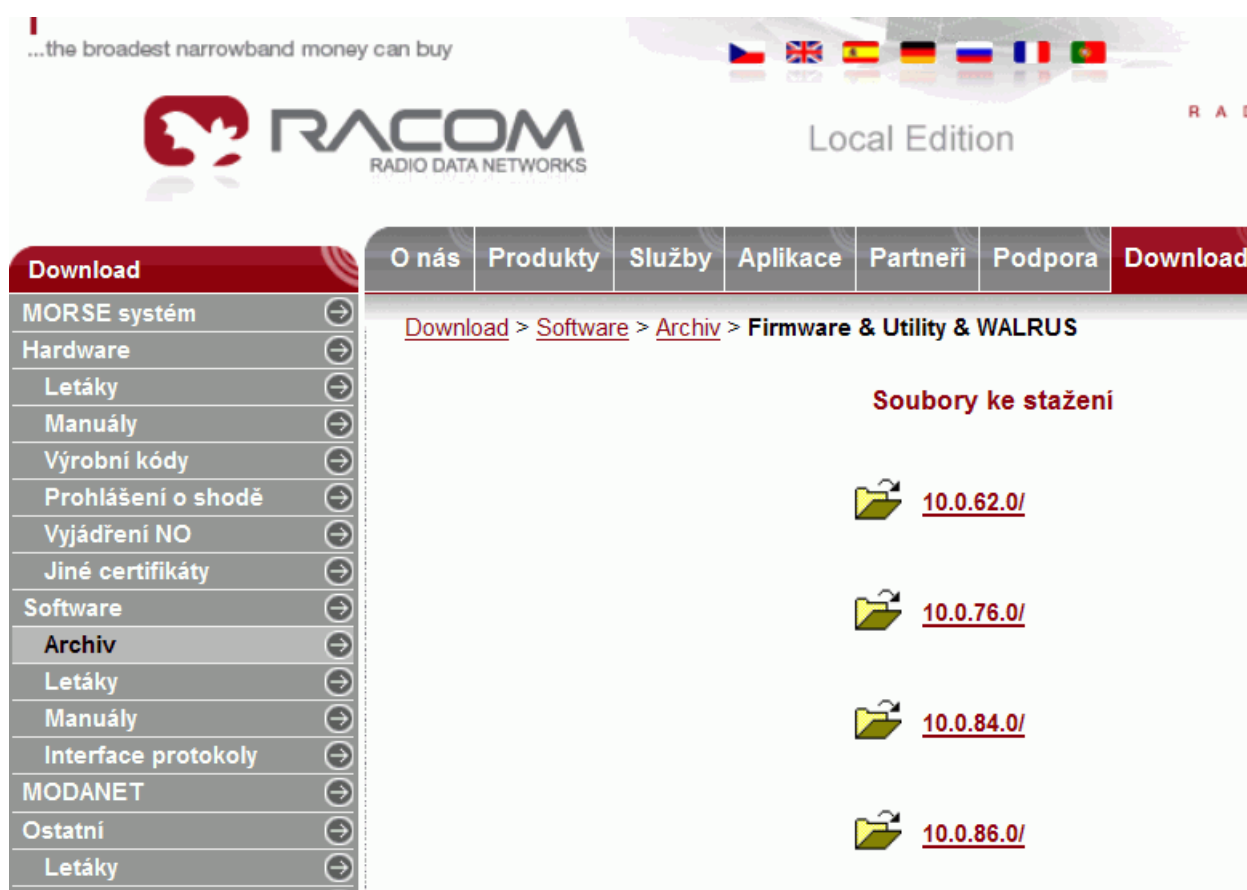 ...the broadest narrowband money can buy
RACOM
RADIO DATA NETWORKS
Local Edition
R A
Download
MORSE systém
Hardware
Letáky
Manuály
Výrobní kódy
Prohlášení o shodě
Vyjádření NO
Jiné certifikáty
Software
Archiv
Letáky
Manuály
Interface protokoly
MODANET
Ostatní
Letáky
O nás Produkty Služby Aplikace Partneři Podpora Download
Download > Software > Archiv > Firmware & Utility & WALRUS
Soubory ke stažení
10.0.62.0/
10.0.76.0/
10.0.84.0/
10.0.86.0/